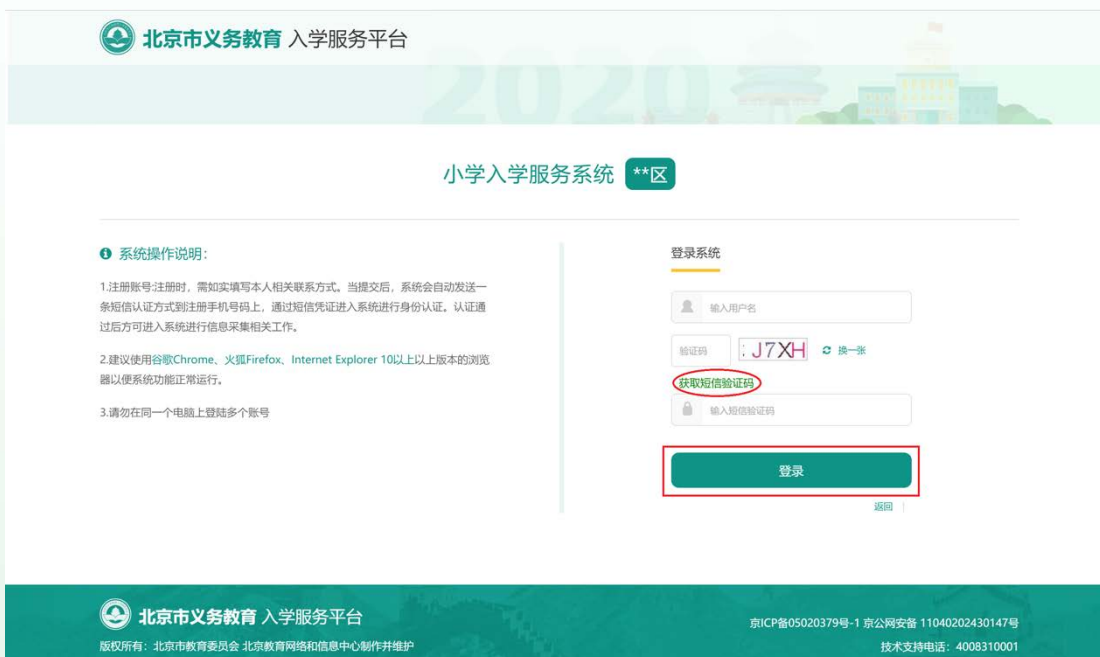 北京市义务教育 入学服务平台
2020
小学入学服务系统 **区
系统操作说明：
1.注册账号:注册时，需如实填写本人相关联系方式。当提交后，系统会自动发送一
条短信认证方式到注册手机号码上，通过短信凭证进入系统进行身份认证。认证通
过后方可进入系统进行信息采集相关工作。
2.建议使用谷歌Chrome、火狐Firefox、Internet Explorer 10以上以上版本的浏览
器以便系统功能正常运行。
3.请勿在同一个电脑上登陆多个账号
登录系统
输入用户名
验证码 J7XH 换一张
获取短信验证码
输入短信验证码
登录
返回
北京市义务教育 入学服务平台
版权所有：北京市教育委员会 北京教育网络和信息中心制作并维护
京ICP备05020379号-1 京公网安备 11040202430147号
技术支持电话：4008310001